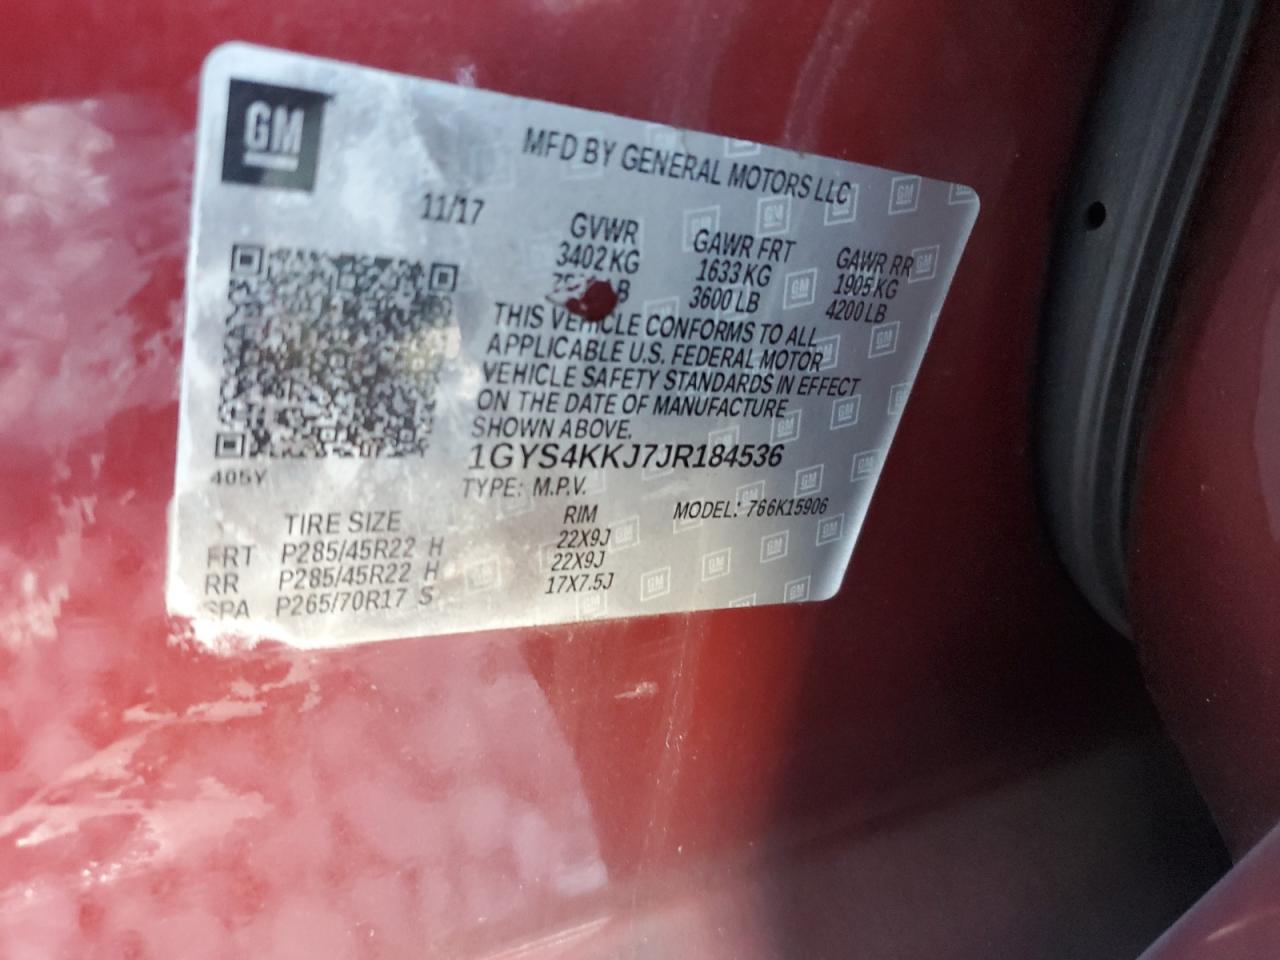 GM
MFD BY GENERAL MOTORS LLC
11/17
GVWR GAWR FRT GAWR RR
3402 KG 1633 KG 1905 KG
3600 LB 4200 LB
THIS VEHICLE CONFORMS TO ALL
APPLICABLE U.S. FEDERAL MOTOR
VEHICLE SAFETY STANDARDS IN EFFECT
ON THE DATE OF MANUFACTURE
SHOWN ABOVE.
1GYS4KKJ7JR184536
405Y
TYPE: M.P.V.
MODEL: 766K15906
TIRE SIZE RIM
FRT P285/45R22 H 22X9J
RR P285/45R22 H 22X9J
SPA P265/70R17 S 17X7.5J